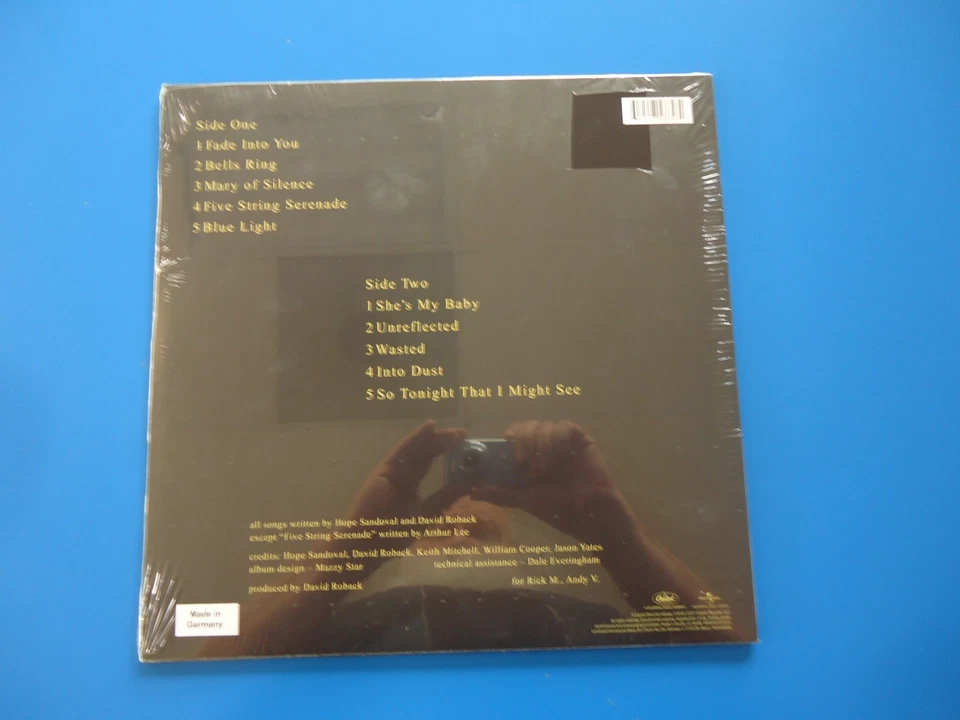 Side One
1 Fade Into You
2 Bells Ring
3 Mary of Silence
4 Five String Serenade
5 Blue Light
Side Two
1 She's My Baby
2 Unreflected
3 Wasted
4 Into Dust
5 So Tonight That I Might See
all songs written by Hope Sandoval and David Roback
except "Five String Serenade" written by Arthur Lee
credits: Hope Sandoval, David Roback, Keith Mitchell, William Cooper, Jason Yates
album design – Mazzy Star technical assistance – Dale Everingham
produced by David Roback for Rick M., Andy V.
Made in
Germany.
Capitol